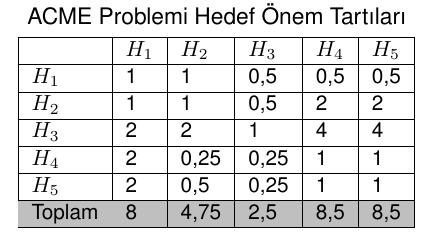 ACME Problemi Hedef Önem Tartıları
H1 H2 H3 H4 H5
H1 1 1 0,5 0,5 0,5
H2 1 1 0,5 2 2
H3 2 2 1 4 4
H4 2 0,25 0,25 1 1
H5 2 0,5 0,25 1 1
Toplam 8 4,75 2,5 8,5 8,5